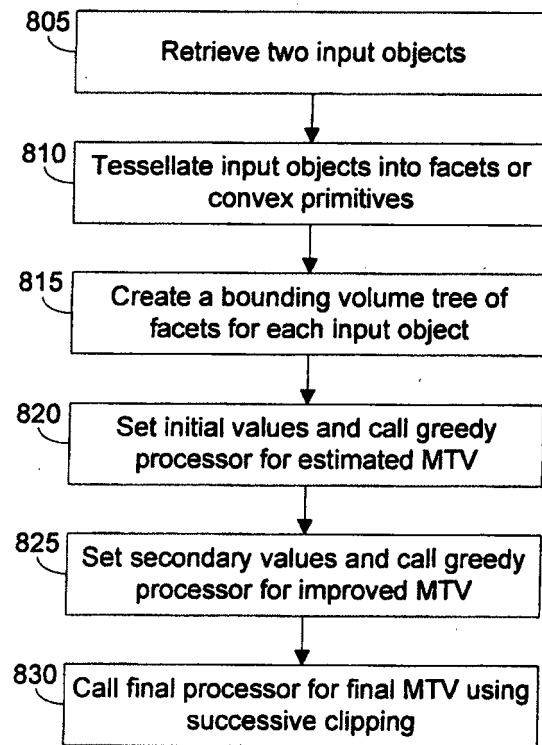 805
Retrieve two input objects
810
Tessellate input objects into facets or
convex primitives
815
Create a bounding volume tree of
facets for each input object
820
Set initial values and call greedy
processor for estimated MTV
825
Set secondary values and call greedy
processor for improved MTV
830
Call final processor for final MTV using
successive clipping